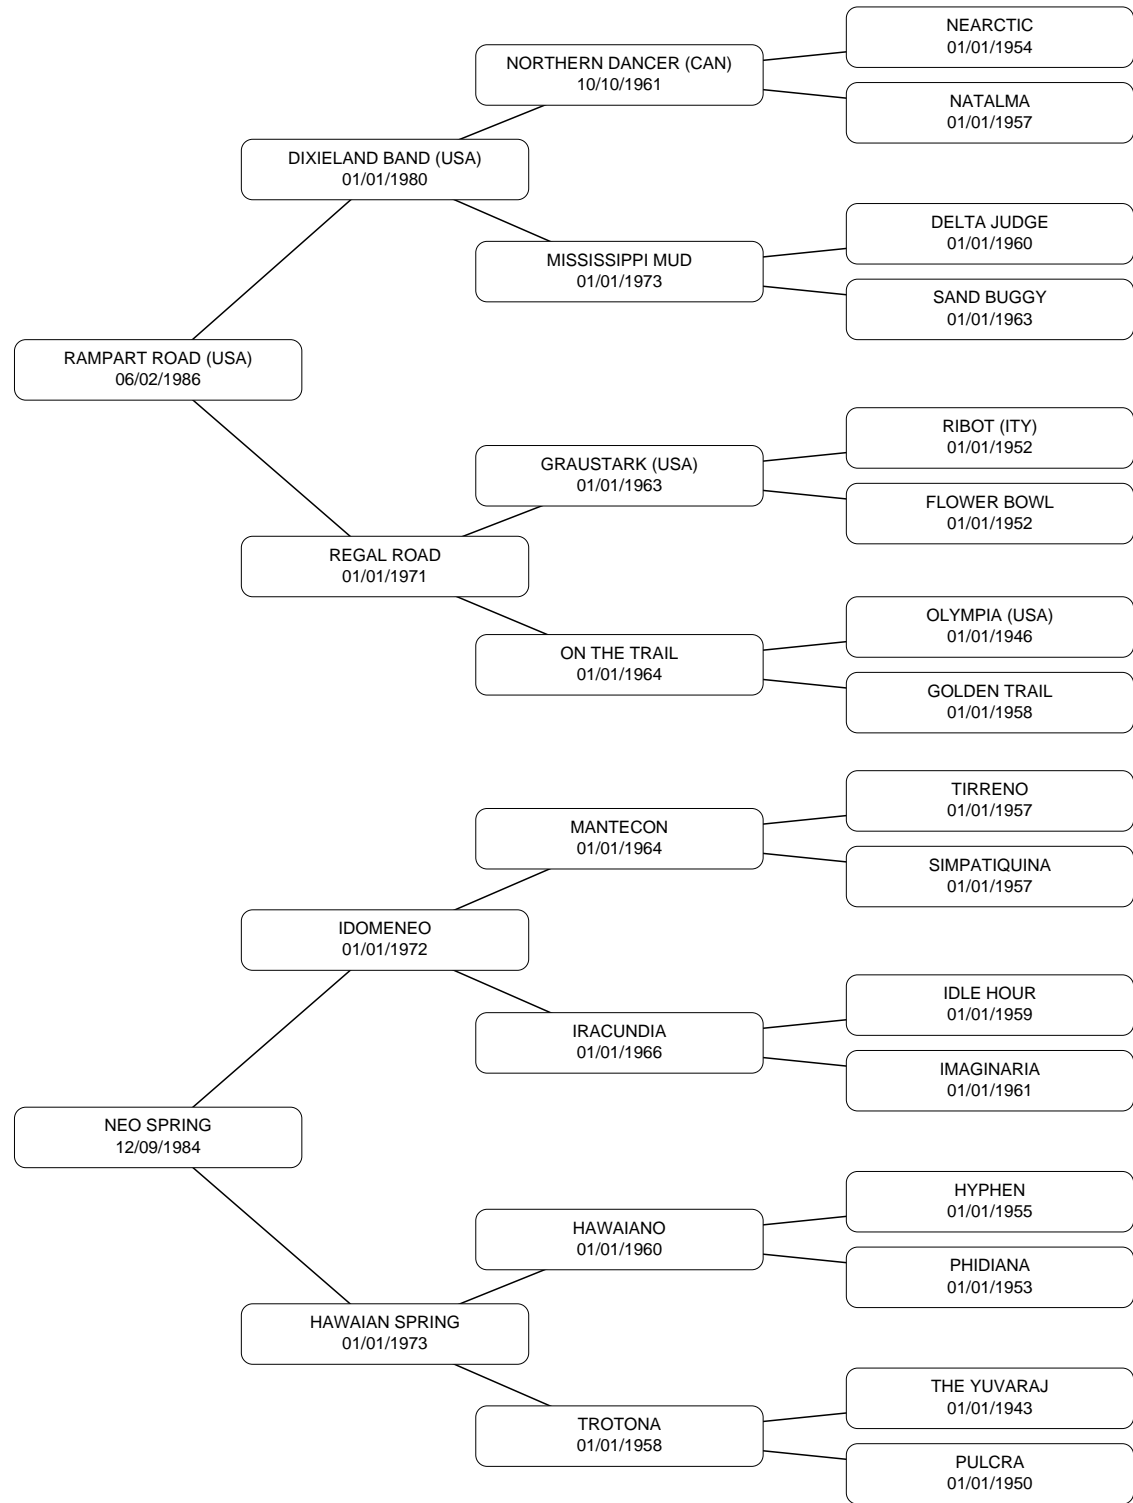 NEARCTIC
01/01/1954
NORTHERN DANCER (CAN)
10/10/1961
NATALMA
01/01/1957
DIXIELAND BAND (USA)
01/01/1980
DELTA JUDGE
01/01/1960
MISSISSIPPI MUD
01/01/1973
SAND BUGGY
01/01/1963
RAMPART ROAD (USA)
06/02/1986
RIBOT (ITY)
01/01/1952
GRAUSTARK (USA)
01/01/1963
FLOWER BOWL
01/01/1952
REGAL ROAD
01/01/1971
OLYMPIA (USA)
01/01/1946
ON THE TRAIL
01/01/1964
GOLDEN TRAIL
01/01/1958
TIRRENO
01/01/1957
MANTECON
01/01/1964
SIMPATIQUINA
01/01/1957
IDOMENEO
01/01/1972
IDLE HOUR
01/01/1959
IRACUNDIA
01/01/1966
IMAGINARIA
01/01/1961
NEO SPRING
12/09/1984
HYPHEN
01/01/1955
HAWAIANO
01/01/1960
PHIDIANA
01/01/1953
HAWAIAN SPRING
01/01/1973
THE YUVARAJ
01/01/1943
TROTONA
01/01/1958
PULCRA
01/01/1950